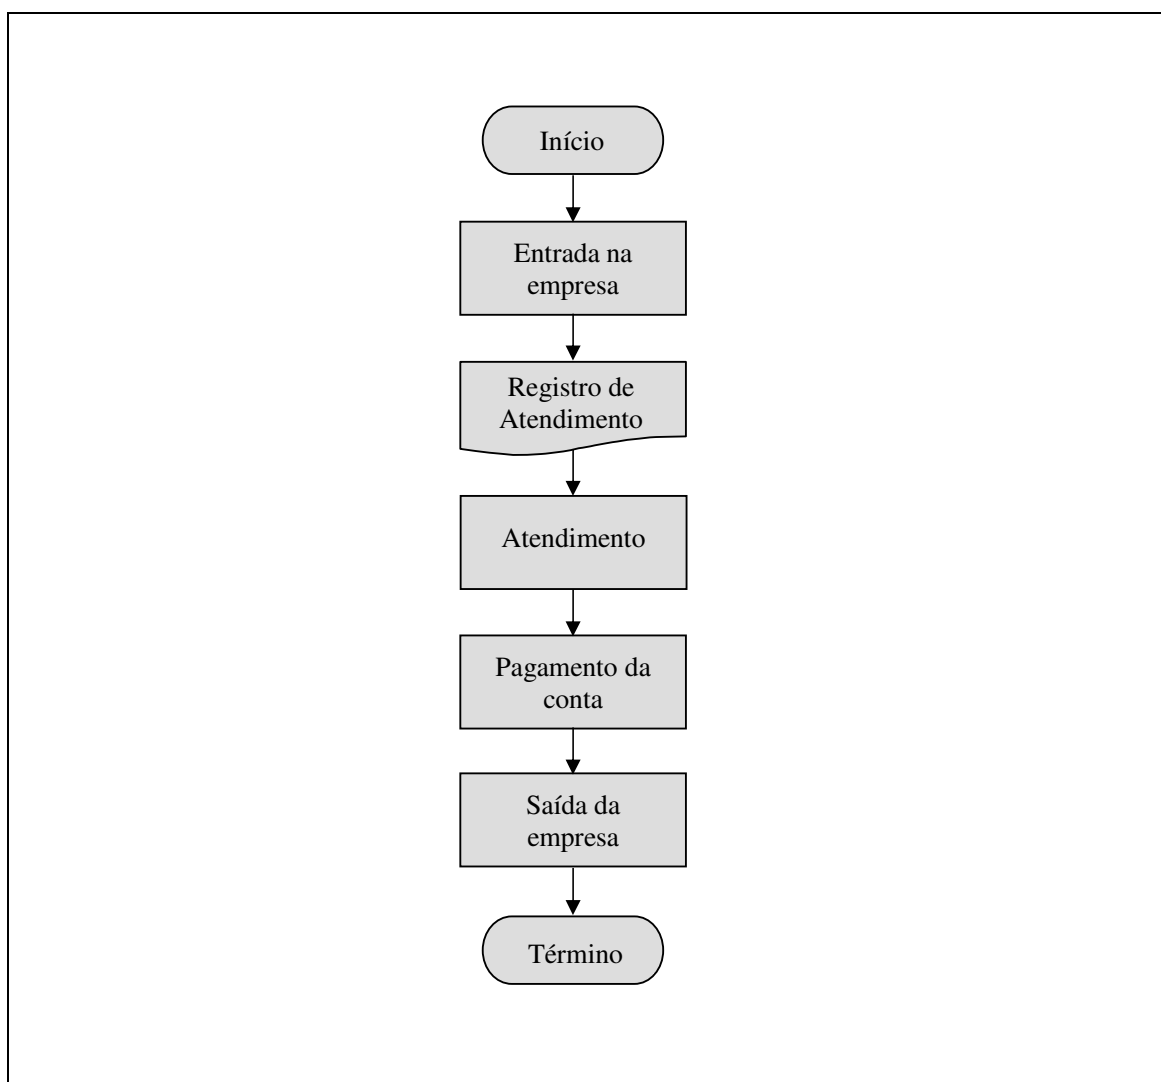 Início
Entrada na
empresa
Registro de
Atendimento
Atendimento
Pagamento da
conta
Saída da
empresa
Término